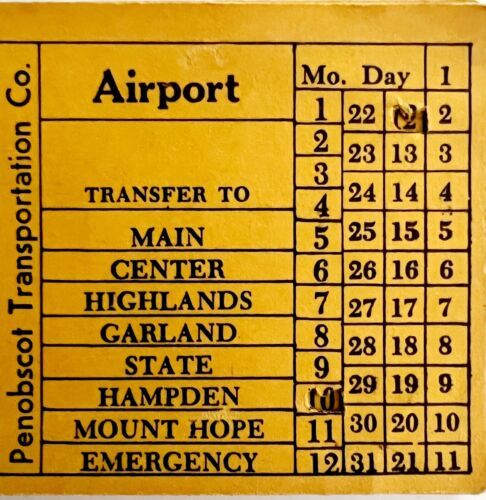 Penobscot Transportation Co.
Airport
TRANSFER TO
MAIN
CENTER
HIGHLANDS
GARLAND
STATE
HAMPDEN
MOUNT HOPE
EMERGENCY
Mo. Day 1
1 22 12 2
2 23 13 3
3
4 24 14 4
5 25 15 5
6 26 16 6
7 27 17 7
8 28 18 8
9 29 19 9
10
11 30 20 10
12 31 21 11